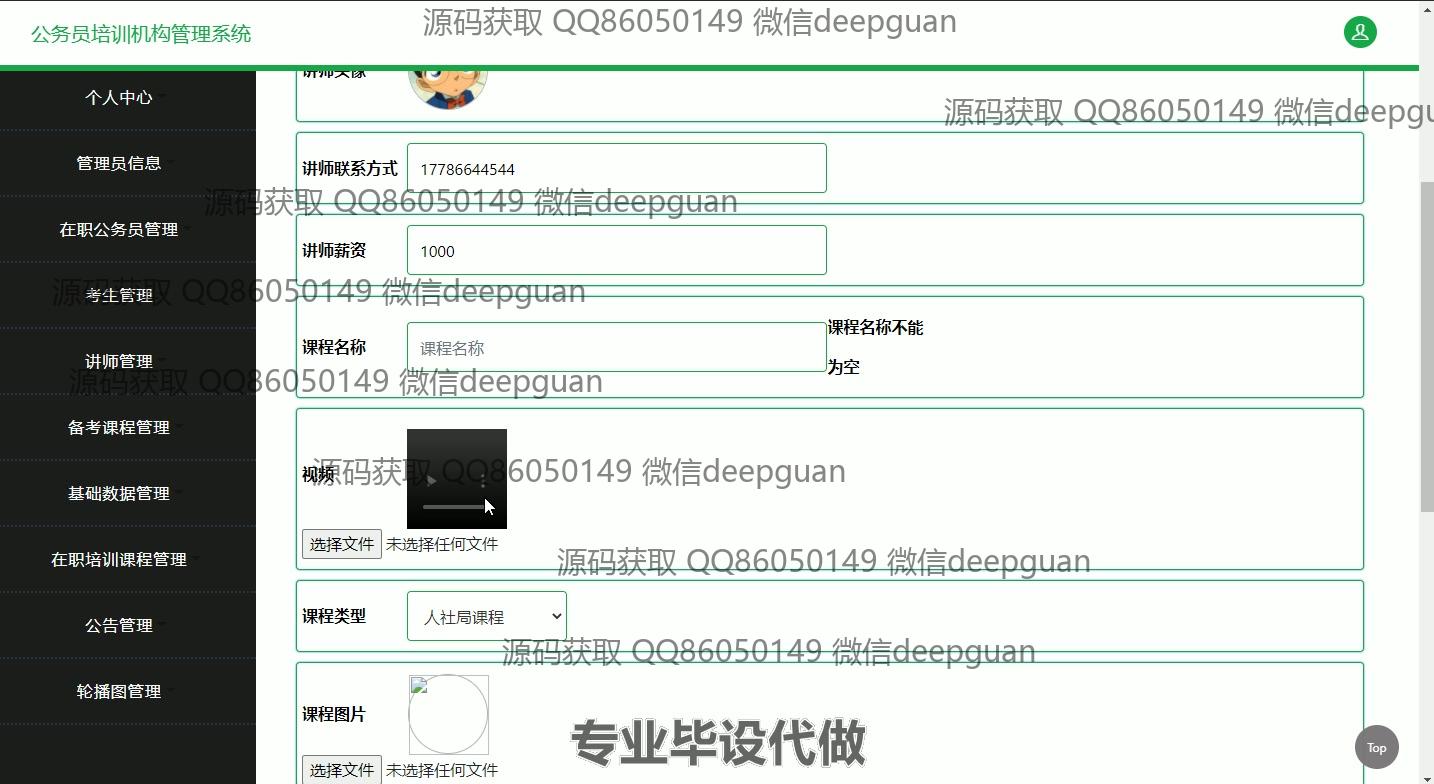 源码获取 QQ86050149 微信deepguan
公务员培训机构管理系统
个人中心
讲师头像
源码获取 QQ86050149 微信deepgu
管理员信息
讲师联系方式 17786644544
源码获取 QQ86050149 微信deepguan
在职公务员管理
讲师薪资 1000
考生管理
源码获取 QQ86050149 微信deepguan
课程名称不能
为空
课程名称 课程名称
讲师管理
源码获取 QQ86050149 微信deepguan
备考课程管理
视频
源码获取 QQ86050149 微信deepguan
基础数据管理
选择文件 未选择任何文件
在职培训课程管理
源码获取 QQ86050149 微信deepguan
课程类型 人社局课程
公告管理
源码获取 QQ86050149 微信deepguan
轮播图管理
课程图片
专业毕设代做
Top
选择文件 未选择任何文件